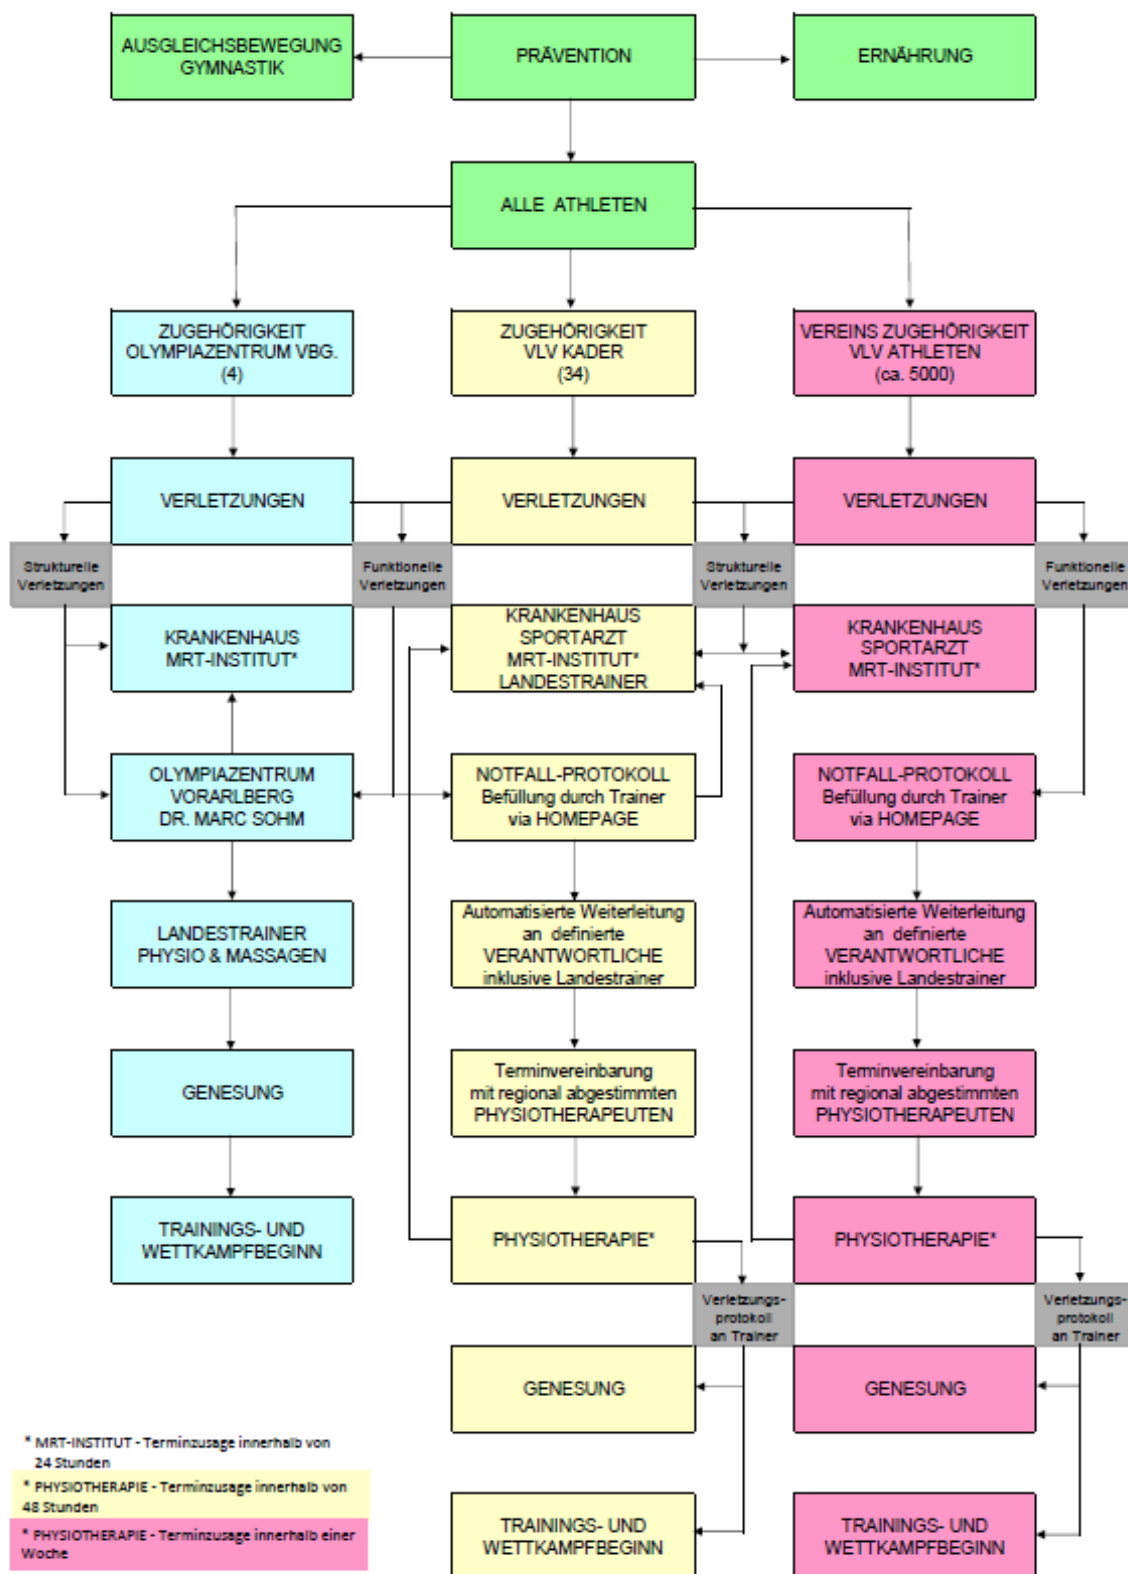 AUSGLEICHSBEWEGUNG
GYMNASTIK
PRÄVENTION
ERNÄHRUNG
ALLE ATHLETEN
ZUGEHÖRIGKEIT
OLYMPIAZENTRUM VBG.
(4)
ZUGEHÖRIGKEIT
VLV KADER
(34)
VEREINS ZUGEHÖRIGKEIT
VLV ATHLETEN
(ca. 5000)
VERLETZUNGEN
VERLETZUNGEN
VERLETZUNGEN
Strukturelle
Verletzungen
Funktionelle
Verletzungen
Strukturelle
Verletzungen
Funktionelle
Verletzungen
KRANKENHAUS
MRT-INSTITUT*
KRANKENHAUS
SPORTARZT
MRT-INSTITUT*
LANDESTRAINER
KRANKENHAUS
SPORTARZT
MRT-INSTITUT*
OLYMPIAZENTRUM
VORARLBERG
DR. MARC SOHM
NOTFALL-PROTOKOLL
Befüllung durch Trainer
via HOMEPAGE
NOTFALL-PROTOKOLL
Befüllung durch Trainer
via HOMEPAGE
LANDESTRAINER
PHYSIO & MASSAGEN
Automatisierte Weiterleitung
an definierte
VERANTWORTLICHE
inklusive Landestrainer
Automatisierte Weiterleitung
an definierte
VERANTWORTLICHE
inklusive Landestrainer
GENESUNG
Terminvereinbarung
mit regional abgestimmten
PHYSIOTHERAPEUTEN
Terminvereinbarung
mit regional abgestimmten
PHYSIOTHERAPEUTEN
TRAININGS- UND
WETTKAMPFBEGINN
PHYSIOTHERAPIE*
PHYSIOTHERAPIE*
Verletzungs-
protokoll
an Trainer
Verletzungs-
protokoll
an Trainer
GENESUNG
GENESUNG
* MRT-INSTITUT - Terminzusage innerhalb von
24 Stunden
* PHYSIOTHERAPIE - Terminzusage innerhalb von
48 Stunden
* PHYSIOTHERAPIE - Terminzusage innerhalb einer
Woche
TRAININGS- UND
WETTKAMPFBEGINN
TRAININGS- UND
WETTKAMPFBEGINN